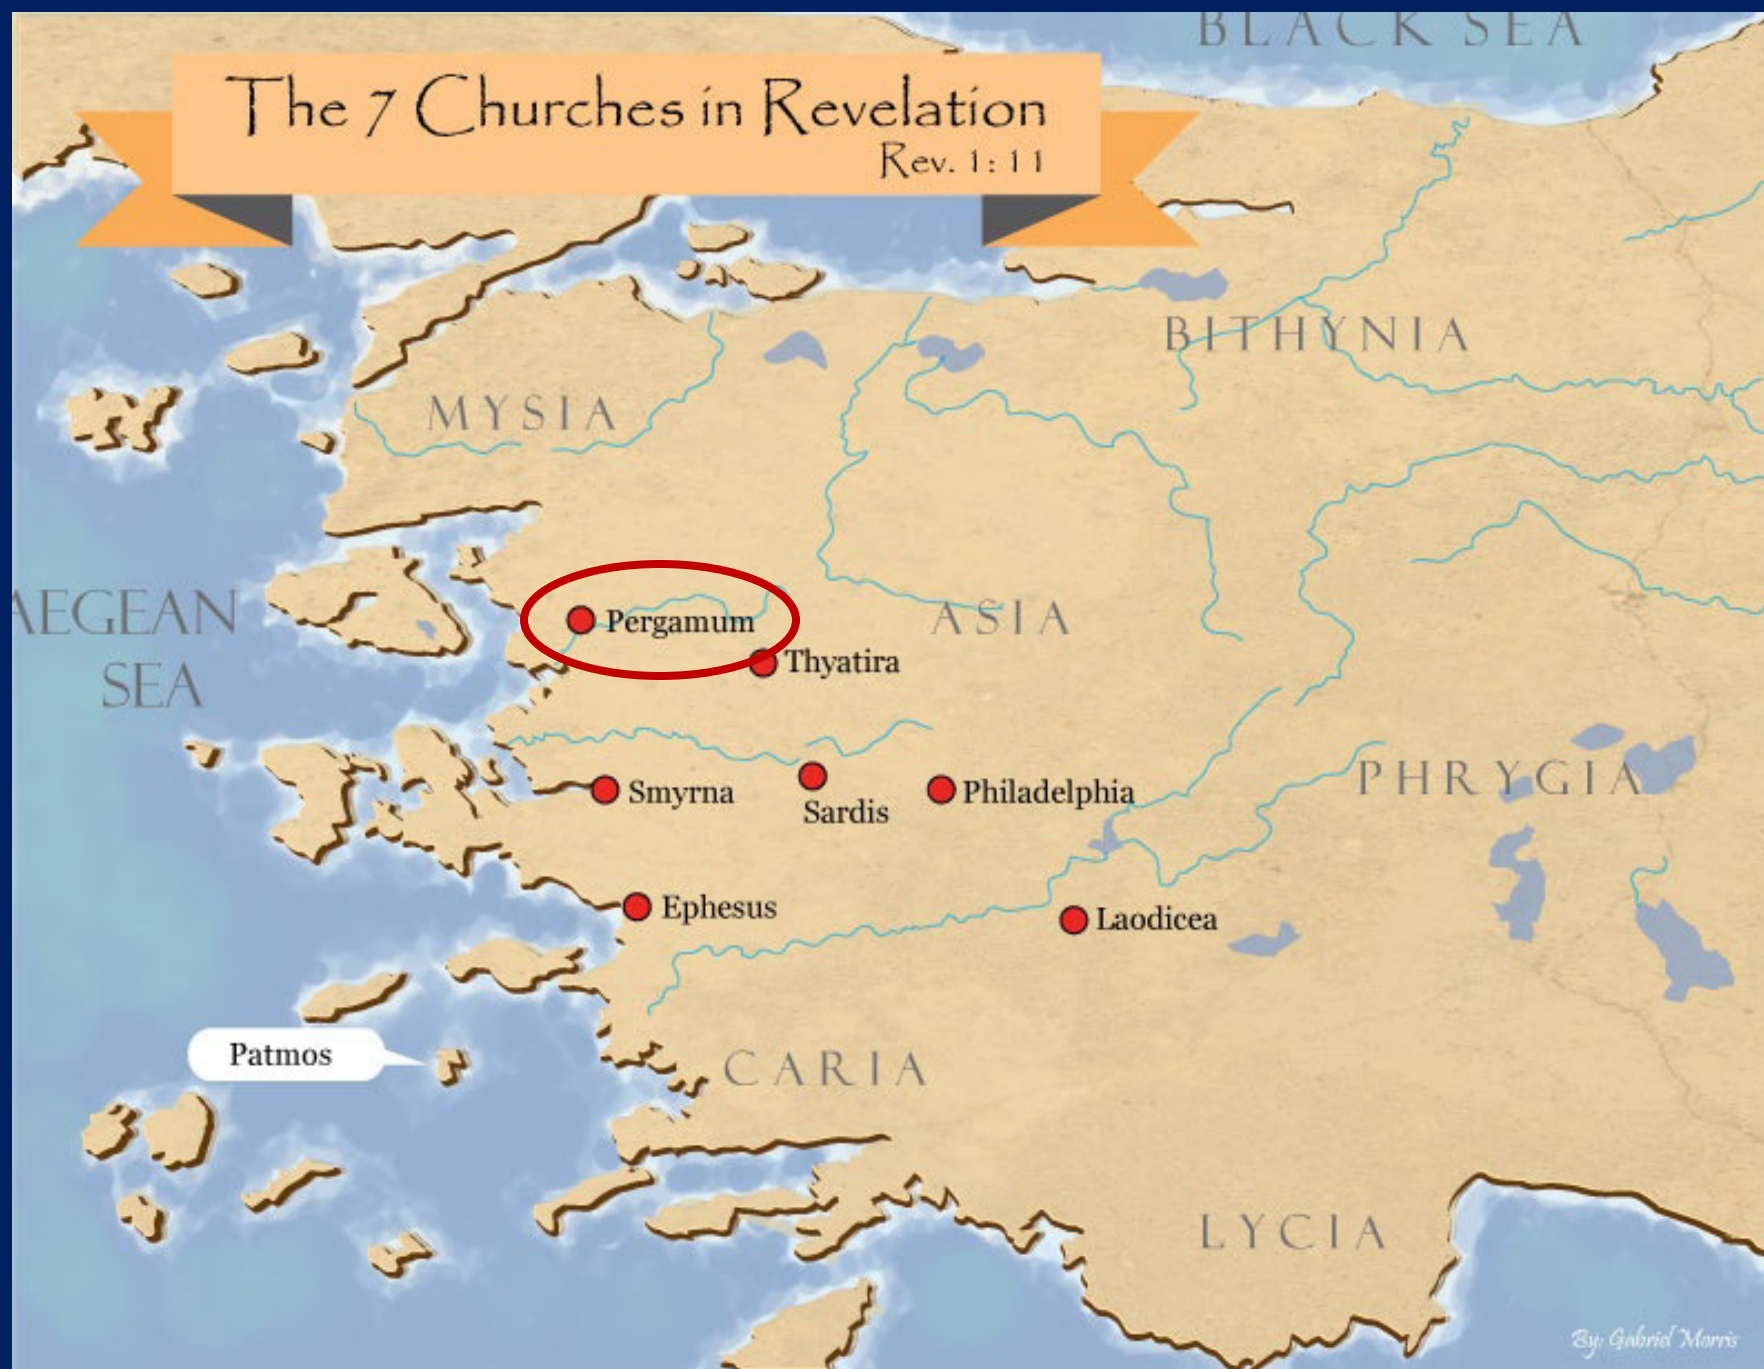 BLACK SEA
The 7 Churches in Revelation
Rev. 1:11
BITHYNIA
MYSIA
AEGEAN
SEA
ASIA
Pergamum
Thyatira
PHRYGIA
Smyrna
Sardis
Philadelphia
Ephesus
Laodicea
Patmos
CARIA
LYCIA
By: Gabriel Morris